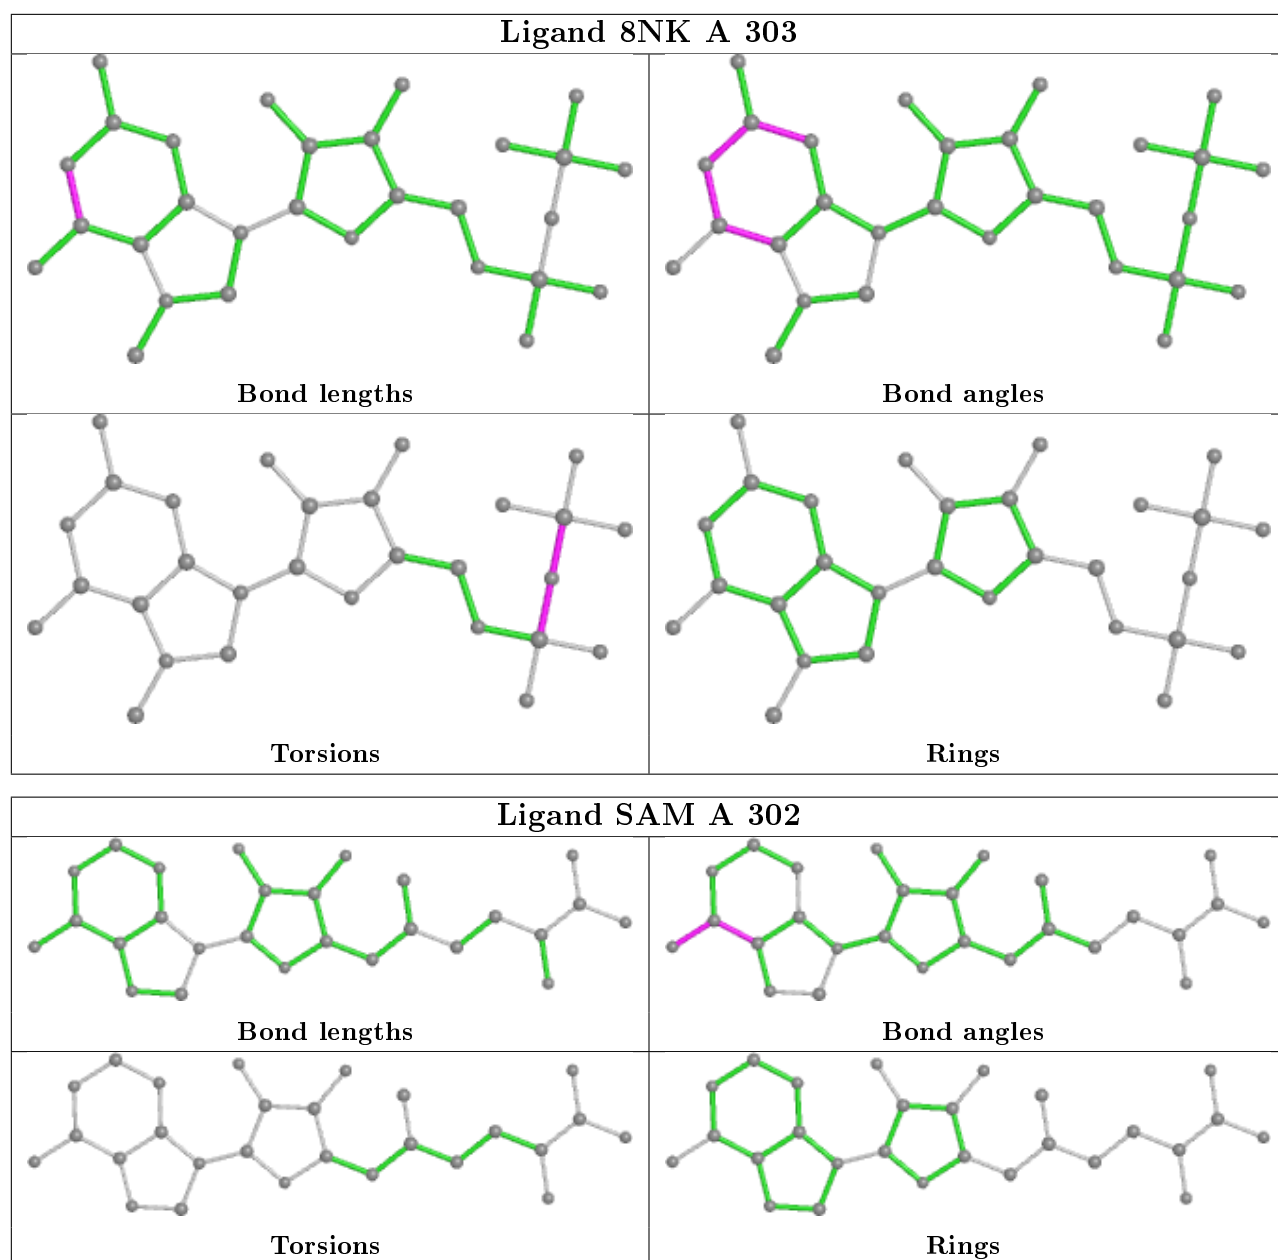 Ligand 8NK A 303
Bond lengths
Bond angles
Torsions
Rings
Ligand SAM A 302
Bond lengths
Bond angles
Torsions
Rings